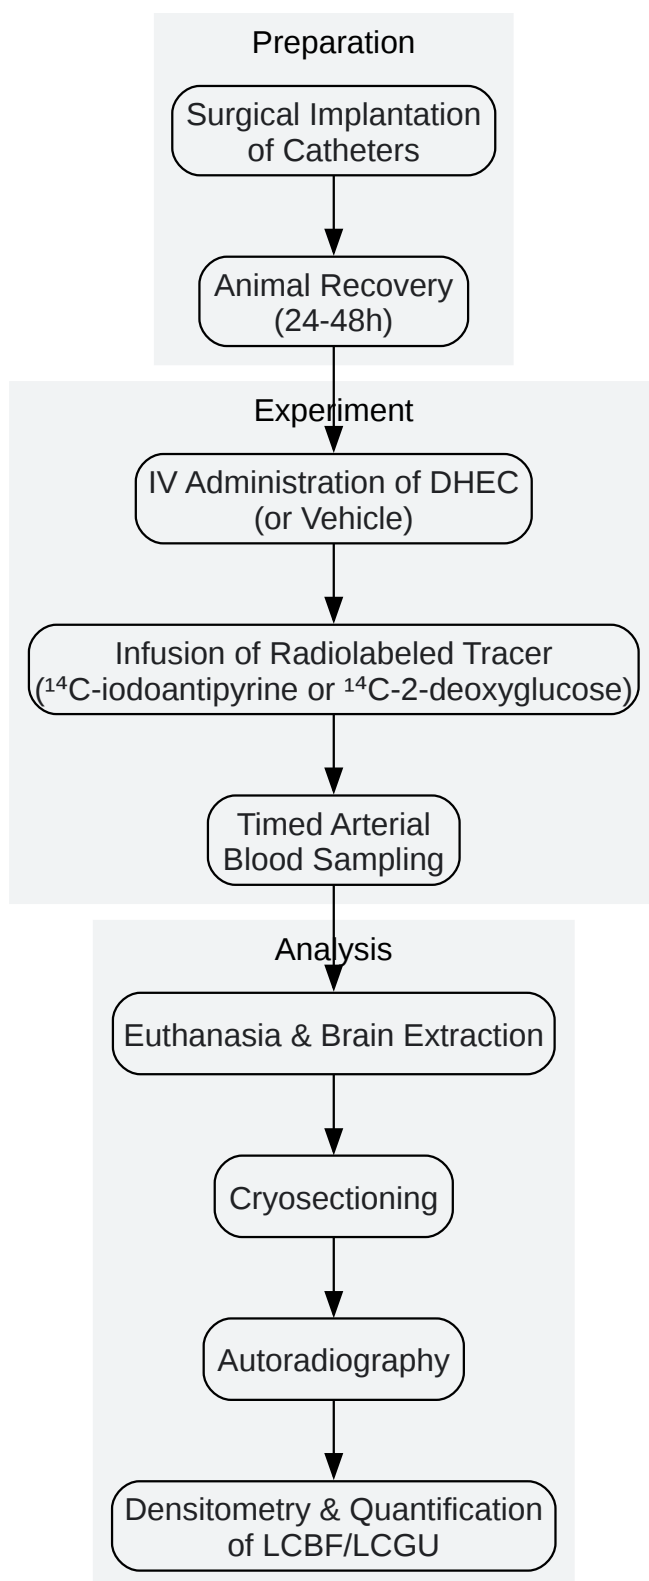 Preparation
Surgical Implantation
of Catheters
Animal Recovery
(24-48h)
Experiment
IV Administration of DHEC
(or Vehicle)
Infusion of Radiolabeled Tracer
(¹⁴C-iodoantipyrine or ¹⁴C-2-deoxyglucose)
Timed Arterial
Blood Sampling
Analysis
Euthanasia & Brain Extraction
Cryosectioning
Autoradiography
Densitometry & Quantification
of LCBF/LCGU